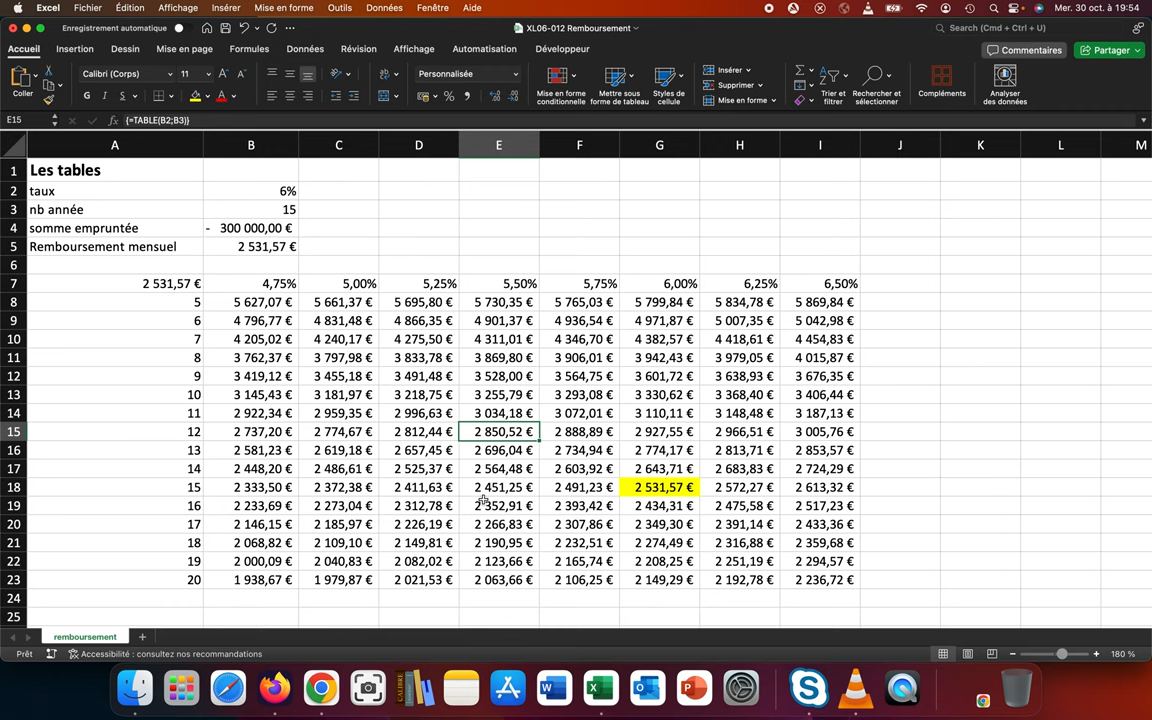 Excel Fichier Édition Affichage Insérer Mise en forme Outils Données Fenêtre Aide Mer. 30 oct. à 19:54
Enregistrement automatique XL06-012 Remboursement Search (Cmd + Ctrl + U)
Accueil Insertion Dessin Mise en page Formules Données Révision Affichage Automatisation Développeur Commentaires Partager
Coller Calibri (Corps) 11 Personnalisée
G I S
Mise en forme conditionnelle Mettre sous forme de tableau Styles de cellule
Insérer
Supprimer
Mise en forme
Trier et filtrer Rechercher et sélectionner Compléments Analyser des données
E15 fx {=TABLE(B2;B3)}
A B C D E F G H I J K L M
1 Les tables
2 taux 6%
3 nb année 15
4 somme empruntée - 300 000,00 €
5 Remboursement mensuel 2 531,57 €
6
7 2 531,57 € 4,75% 5,00% 5,25% 5,50% 5,75% 6,00% 6,25% 6,50%
8 5 5 627,07 € 5 661,37 € 5 695,80 € 5 730,35 € 5 765,03 € 5 799,84 € 5 834,78 € 5 869,84 €
9 6 4 796,77 € 4 831,48 € 4 866,35 € 4 901,37 € 4 936,54 € 4 971,87 € 5 007,35 € 5 042,98 €
10 7 4 205,02 € 4 240,17 € 4 275,50 € 4 311,01 € 4 346,70 € 4 382,57 € 4 418,61 € 4 454,83 €
11 8 3 762,37 € 3 797,98 € 3 833,78 € 3 869,80 € 3 906,01 € 3 942,43 € 3 979,05 € 4 015,87 €
12 9 3 419,12 € 3 455,18 € 3 491,48 € 3 528,00 € 3 564,75 € 3 601,72 € 3 638,93 € 3 676,35 €
13 10 3 145,43 € 3 181,97 € 3 218,75 € 3 255,79 € 3 293,08 € 3 330,62 € 3 368,40 € 3 406,44 €
14 11 2 922,34 € 2 959,35 € 2 996,63 € 3 034,18 € 3 072,01 € 3 110,11 € 3 148,48 € 3 187,13 €
15 12 2 737,20 € 2 774,67 € 2 812,44 € 2 850,52 € 2 888,89 € 2 927,55 € 2 966,51 € 3 005,76 €
16 13 2 581,23 € 2 619,18 € 2 657,45 € 2 696,04 € 2 734,94 € 2 774,17 € 2 813,71 € 2 853,57 €
17 14 2 448,20 € 2 486,61 € 2 525,37 € 2 564,48 € 2 603,92 € 2 643,71 € 2 683,83 € 2 724,29 €
18 15 2 333,50 € 2 372,38 € 2 411,63 € 2 451,25 € 2 491,23 € 2 531,57 € 2 572,27 € 2 613,32 €
19 16 2 233,69 € 2 273,04 € 2 312,78 € 2 352,91 € 2 393,42 € 2 434,31 € 2 475,58 € 2 517,23 €
20 17 2 146,15 € 2 185,97 € 2 226,19 € 2 266,83 € 2 307,86 € 2 349,30 € 2 391,14 € 2 433,36 €
21 18 2 068,82 € 2 109,10 € 2 149,81 € 2 190,95 € 2 232,51 € 2 274,49 € 2 316,88 € 2 359,68 €
22 19 2 000,09 € 2 040,83 € 2 082,02 € 2 123,66 € 2 165,74 € 2 208,25 € 2 251,19 € 2 294,57 €
23 20 1 938,67 € 1 979,87 € 2 021,53 € 2 063,66 € 2 106,25 € 2 149,29 € 2 192,78 € 2 236,72 €
24
25
remboursement
Prêt Accessibilité : consultez nos recommandations 180 %